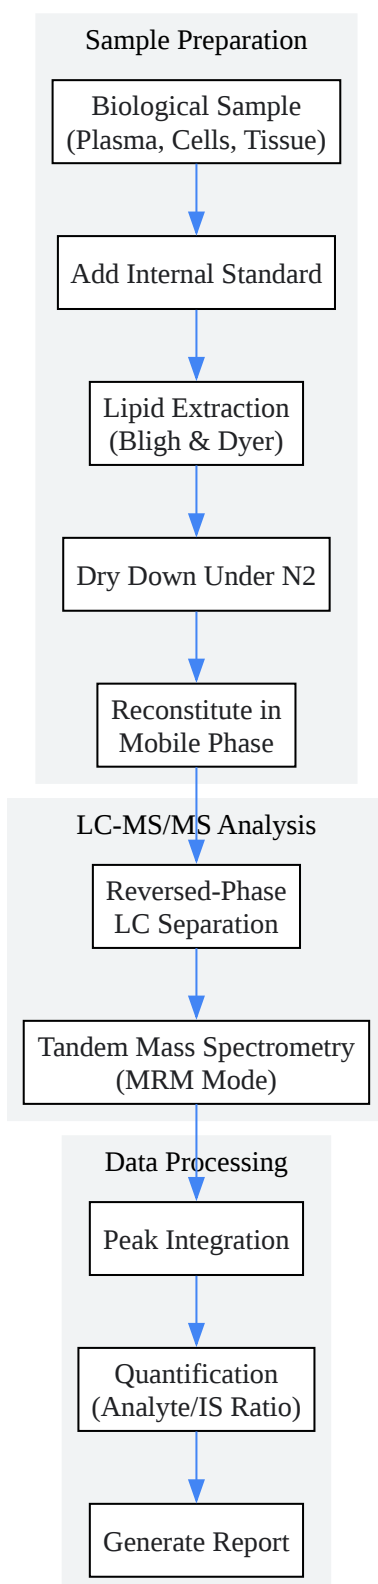 Sample Preparation
Biological Sample
(Plasma, Cells, Tissue)
Add Internal Standard
Lipid Extraction
(Bligh & Dyer)
Dry Down Under N2
Reconstitute in
Mobile Phase
LC-MS/MS Analysis
Reversed-Phase
LC Separation
Tandem Mass Spectrometry
(MRM Mode)
Data Processing
Peak Integration
Quantification
(Analyte/IS Ratio)
Generate Report